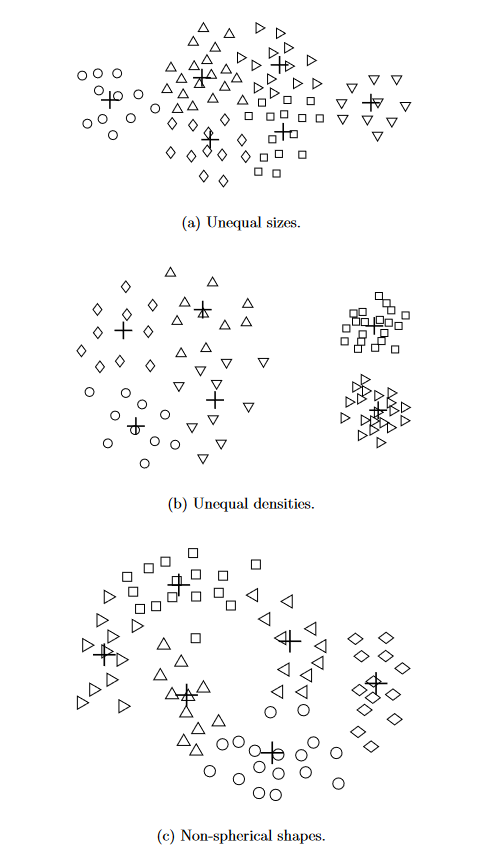 (a) Unequal sizes.
(b) Unequal densities.
(c) Non-spherical shapes.